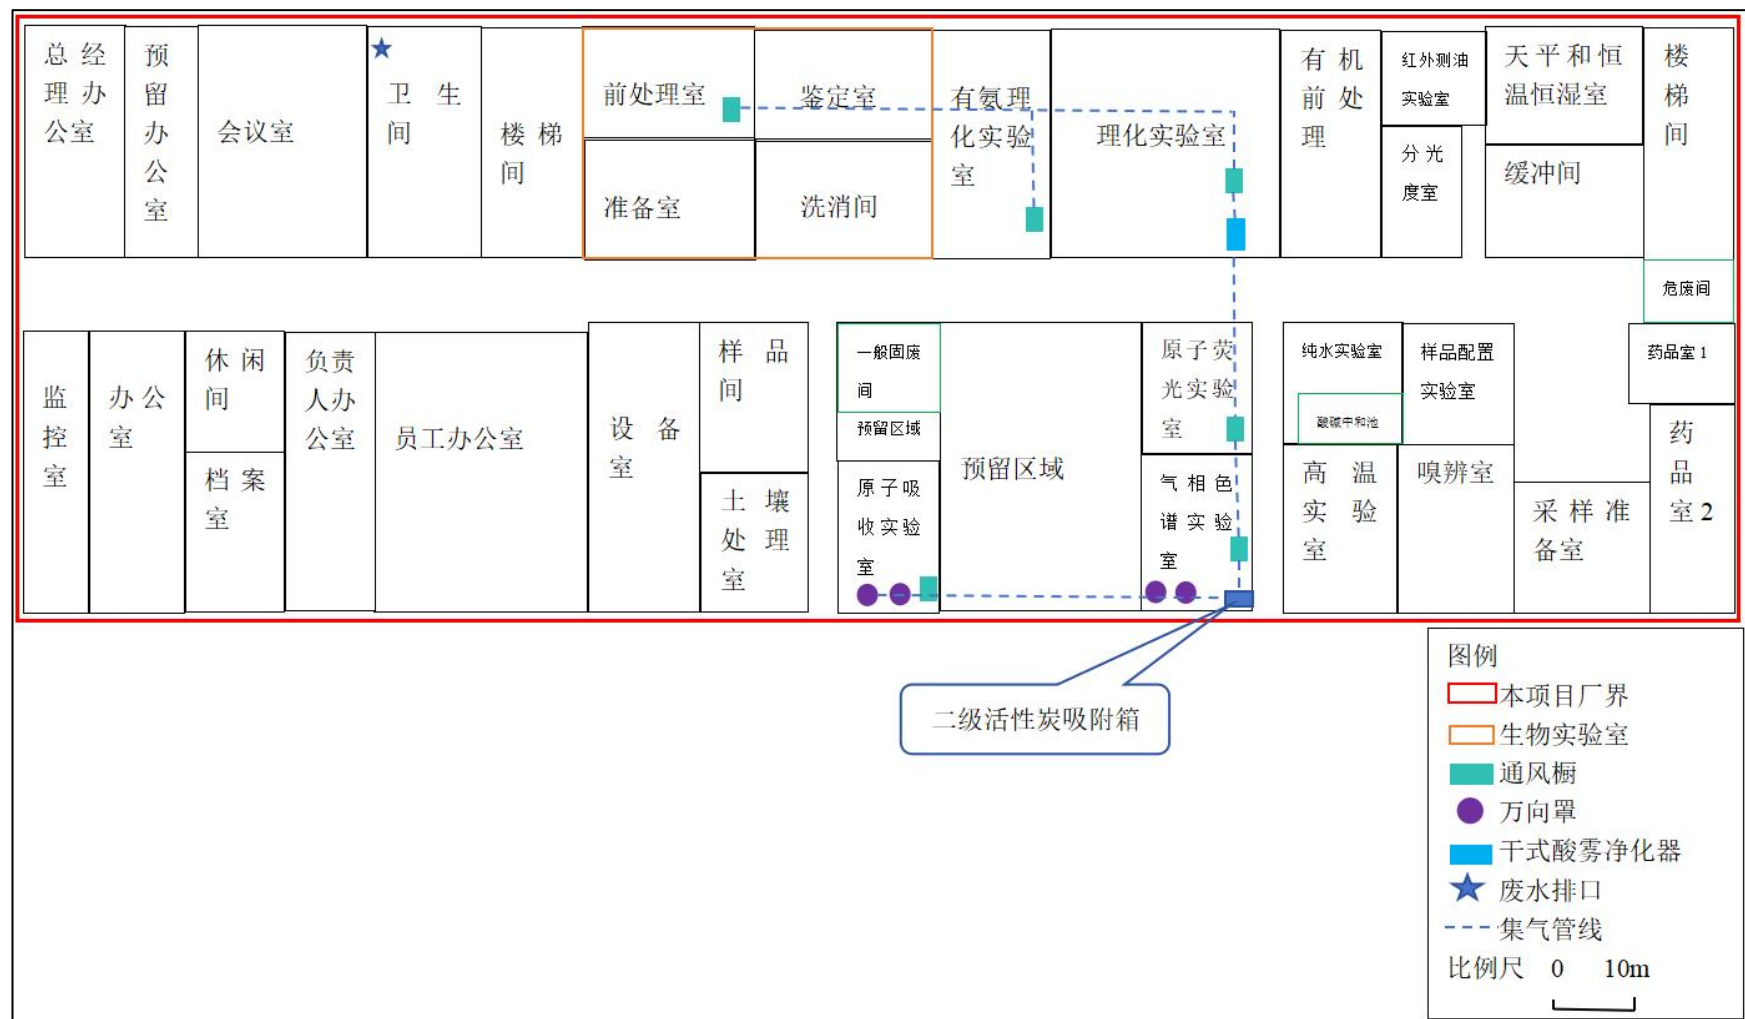 总经
理办
公室
预
留
办
公
室
会议室
卫生
间
楼梯
间
前处理室
鉴定室
准备室
洗消间
有氨理
化实验
室
理化实验室
有机
前处
理
红外测油
实验室
分光
度室
天平和恒
温恒湿室
缓冲间
楼
梯
间
危废间
监
控
室
办公
室
休闲
间
档案
室
负责
人办
公室
员工办公室
设备
室
样品
间
土壤
处理
室
一般固废
间
预留区域
原子吸
收实验
室
预留区域
原子荧
光实验
室
气相色
谱实验
室
纯水实验室
酸碱中和池
样品配置
实验室
高温
实验
室
嗅辨室
采样准
备室
药品室1
药
品
室2
二级活性炭吸附箱
图例
本项目厂界
生物实验室
通风橱
万向罩
干式酸雾净化器
废水排口
集气管线
比例尺 0 10m